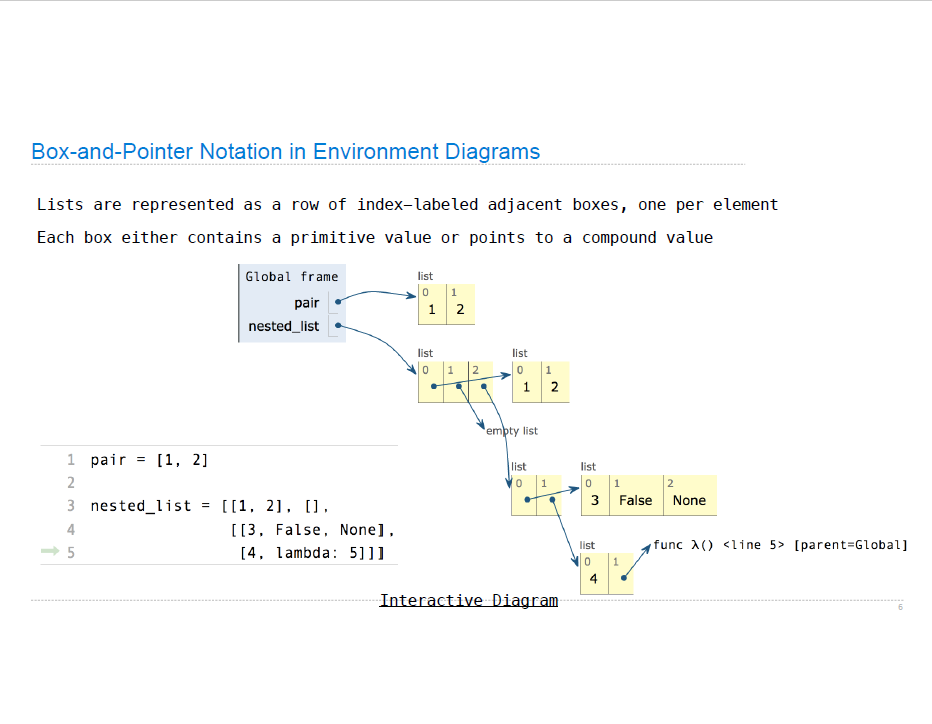 Box-and-Pointer Notation in Environment Diagrams
Lists are represented as a row of index-labeled adjacent boxes, one per element
Each box either contains a primitive value or points to a compound value
Global frame
pair
nested_list
list
0 1
1 2
list
0 1 2
list
0 1
1 2
empty list
list
0 1
list
0 1 2
3 False None
list
0 1
4
func λ() <line 5> [parent=Global]
1 pair = [1, 2]
2
3 nested_list = [[1, 2], [],
4 [[3, False, None],
5 [4, lambda: 5]]]
Interactive Diagram
6